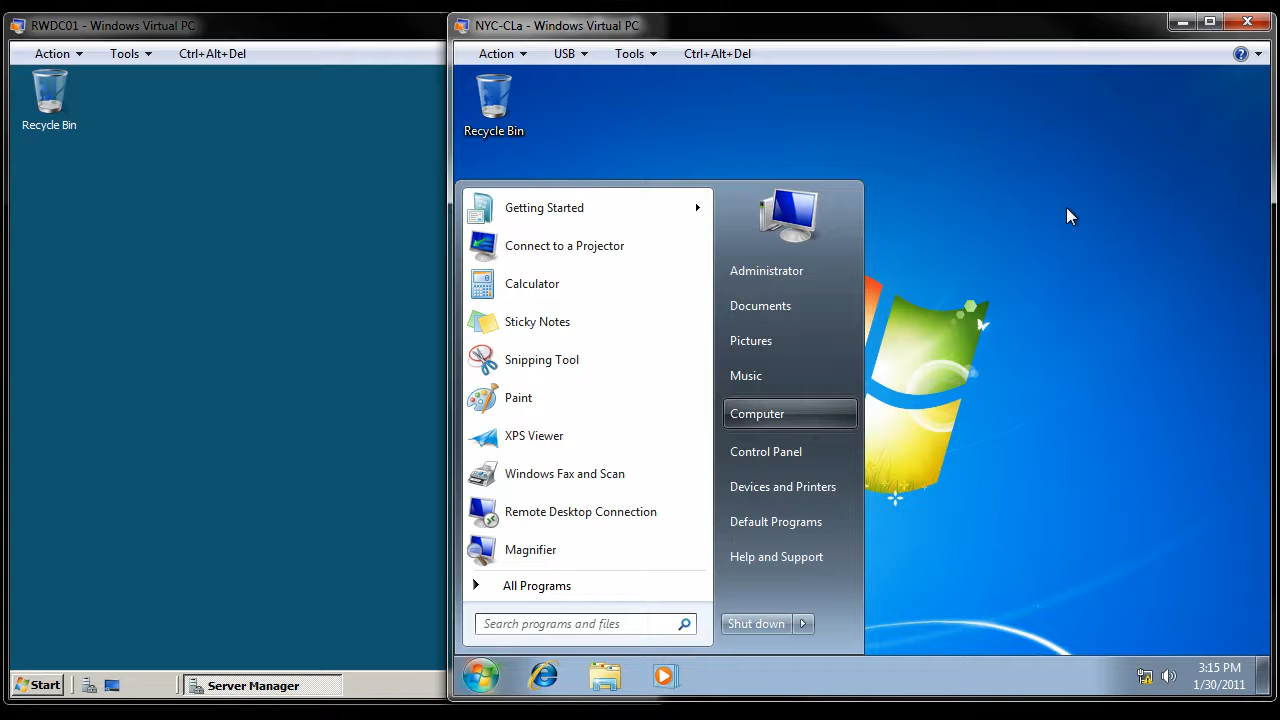 RWDC01 - Windows Virtual PC
Action Tools Ctrl+Alt+Del
Recycle Bin
Start
Server Manager
NYC-CLa - Windows Virtual PC
Action USB Tools Ctrl+Alt+Del
Recycle Bin
Getting Started
Connect to a Projector
Calculator
Sticky Notes
Snipping Tool
Paint
XPS Viewer
Windows Fax and Scan
Remote Desktop Connection
Magnifier
All Programs
Search programs and files
Administrator
Documents
Pictures
Music
Computer
Control Panel
Devices and Printers
Default Programs
Help and Support
Shut down
3:15 PM
1/30/2011